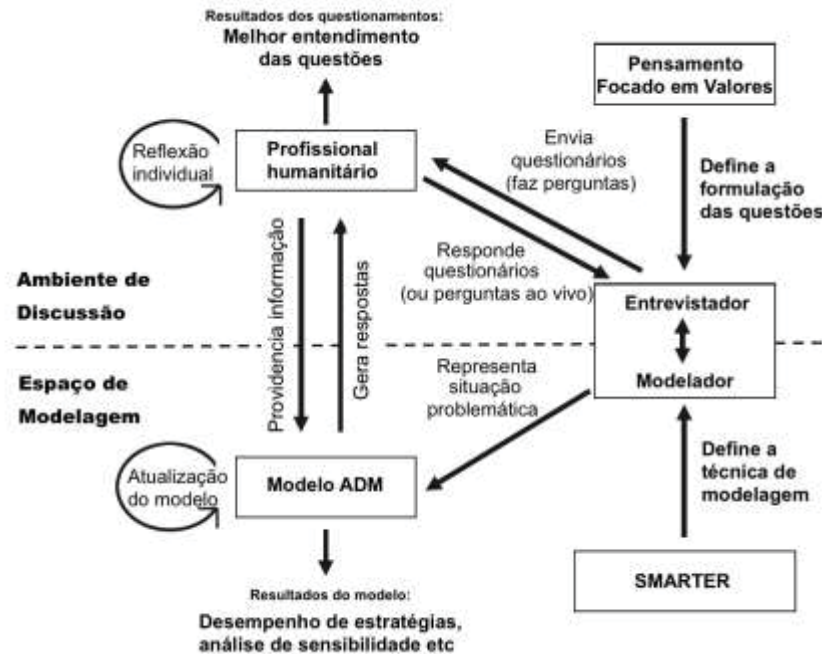 Resultados dos questionamentos:
Melhor entendimento
das questões
Pensamento
Focado em Valores
Reflexão
individual
Profissional
humanitário
Envia
questionários
(faz perguntas)
Define a
formulação
das questões
Responde
questionários
(ou perguntas ao vivo)
Providencia informação
Gera respostas
Ambiente de
Discussão
Entrevistador
Espaço de
Modelagem
Modelador
Representa
situação
problemática
Atualização
do modelo
Modelo ADM
Define a
técnica de
modelagem
SMARTER
Resultados do modelo:
Desempenho de estratégias,
análise de sensibilidade etc